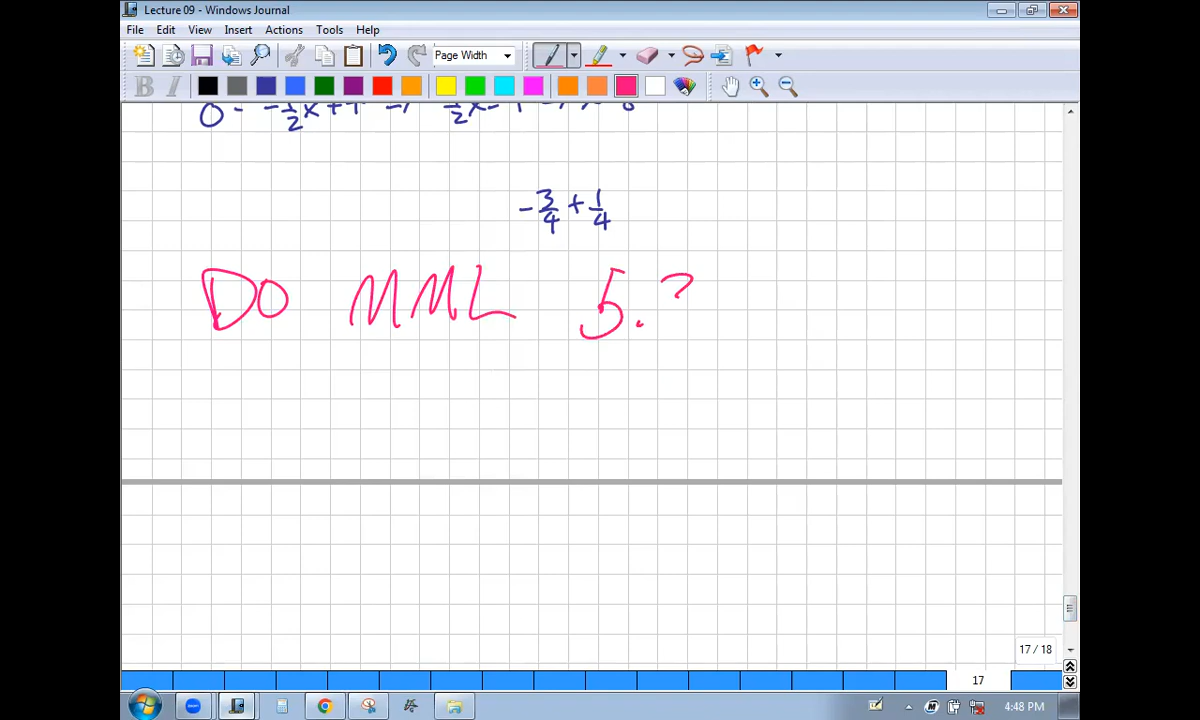 Lecture 09 - Windows Journal
File Edit View Insert Actions Tools Help
Page Width
B I
-3/4 + 1/4
DO MML 5.
17 / 18
17
4:48 PM